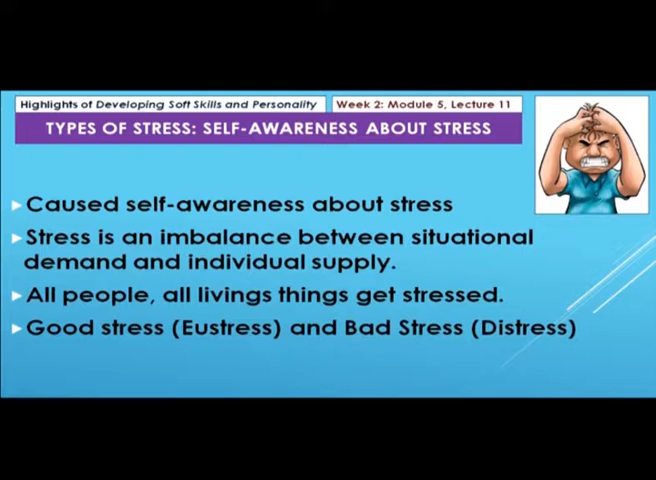 Highlights of Developing Soft Skills and Personality
Week 2: Module 5, Lecture 11
TYPES OF STRESS: SELF-AWARENESS ABOUT STRESS
Caused self-awareness about stress
Stress is an imbalance between situational
demand and individual supply.
All people, all livings things get stressed.
Good stress (Eustress) and Bad Stress (Distress)